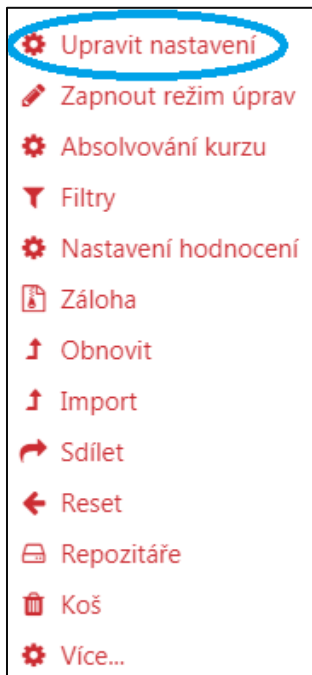 Upravit nastavení
Zapnout režim úprav
Absolvování kurzu
Filtry
Nastavení hodnocení
Záloha
Obnovit
Import
Sdílet
Reset
Repozitáře
Koš
Více...